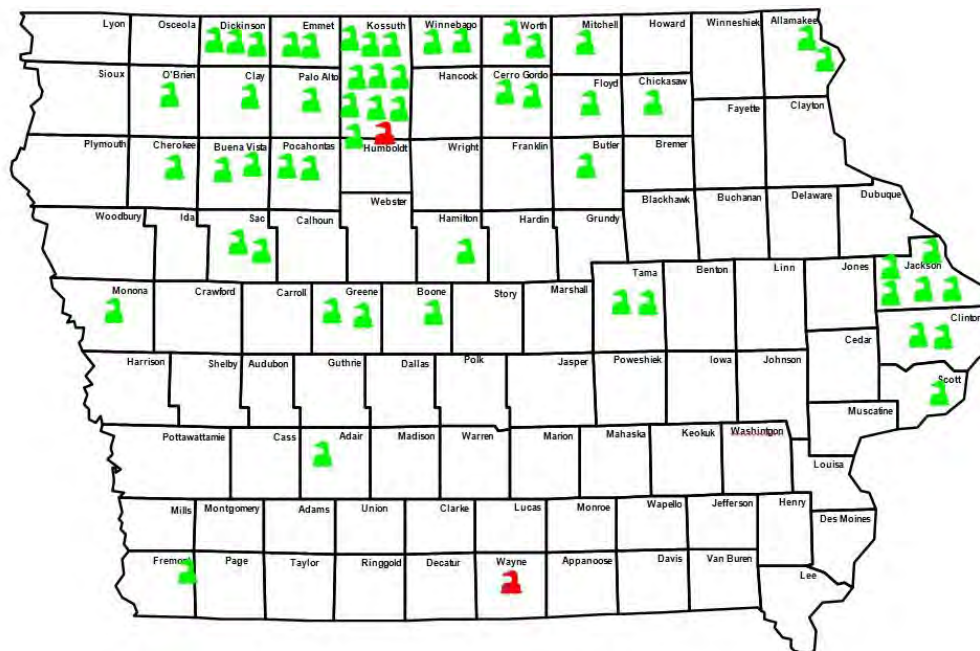 Lyon
Osceola
Dickinson
Emmet
Kossuth
Winnebago
Worth
Mitchell
Howard
Winneshiek
Allamakee
Sioux
O'Brien
Clay
Palo Alto
Hancock
Cerro Gordo
Floyd
Chickasaw
Fayette
Clayton
Plymouth
Cherokee
Buena Vista
Pocahontas
Humboldt
Wright
Franklin
Butler
Bremer
Webster
Blackhawk
Buchanan
Delaware
Dubuque
Woodbury
Ida
Sac
Calhoun
Hamilton
Hardin
Grundy
Tama
Benton
Linn
Jones
Jackson
Monona
Crawford
Carroll
Greene
Boone
Story
Marshall
Clinton
Cedar
Harrison
Shelby
Audubon
Guthrie
Dallas
Polk
Jasper
Poweshiek
Iowa
Johnson
Scott
Muscatine
Pottawattamie
Cass
Adair
Madison
Warren
Marion
Mahaska
Keokuk
Washington
Louisa
Mills
Montgomery
Adams
Union
Clarke
Lucas
Monroe
Wapello
Jefferson
Henry
Des Moines
Fremont
Page
Taylor
Ringgold
Decatur
Wayne
Appanoose
Davis
Van Buren
Lee